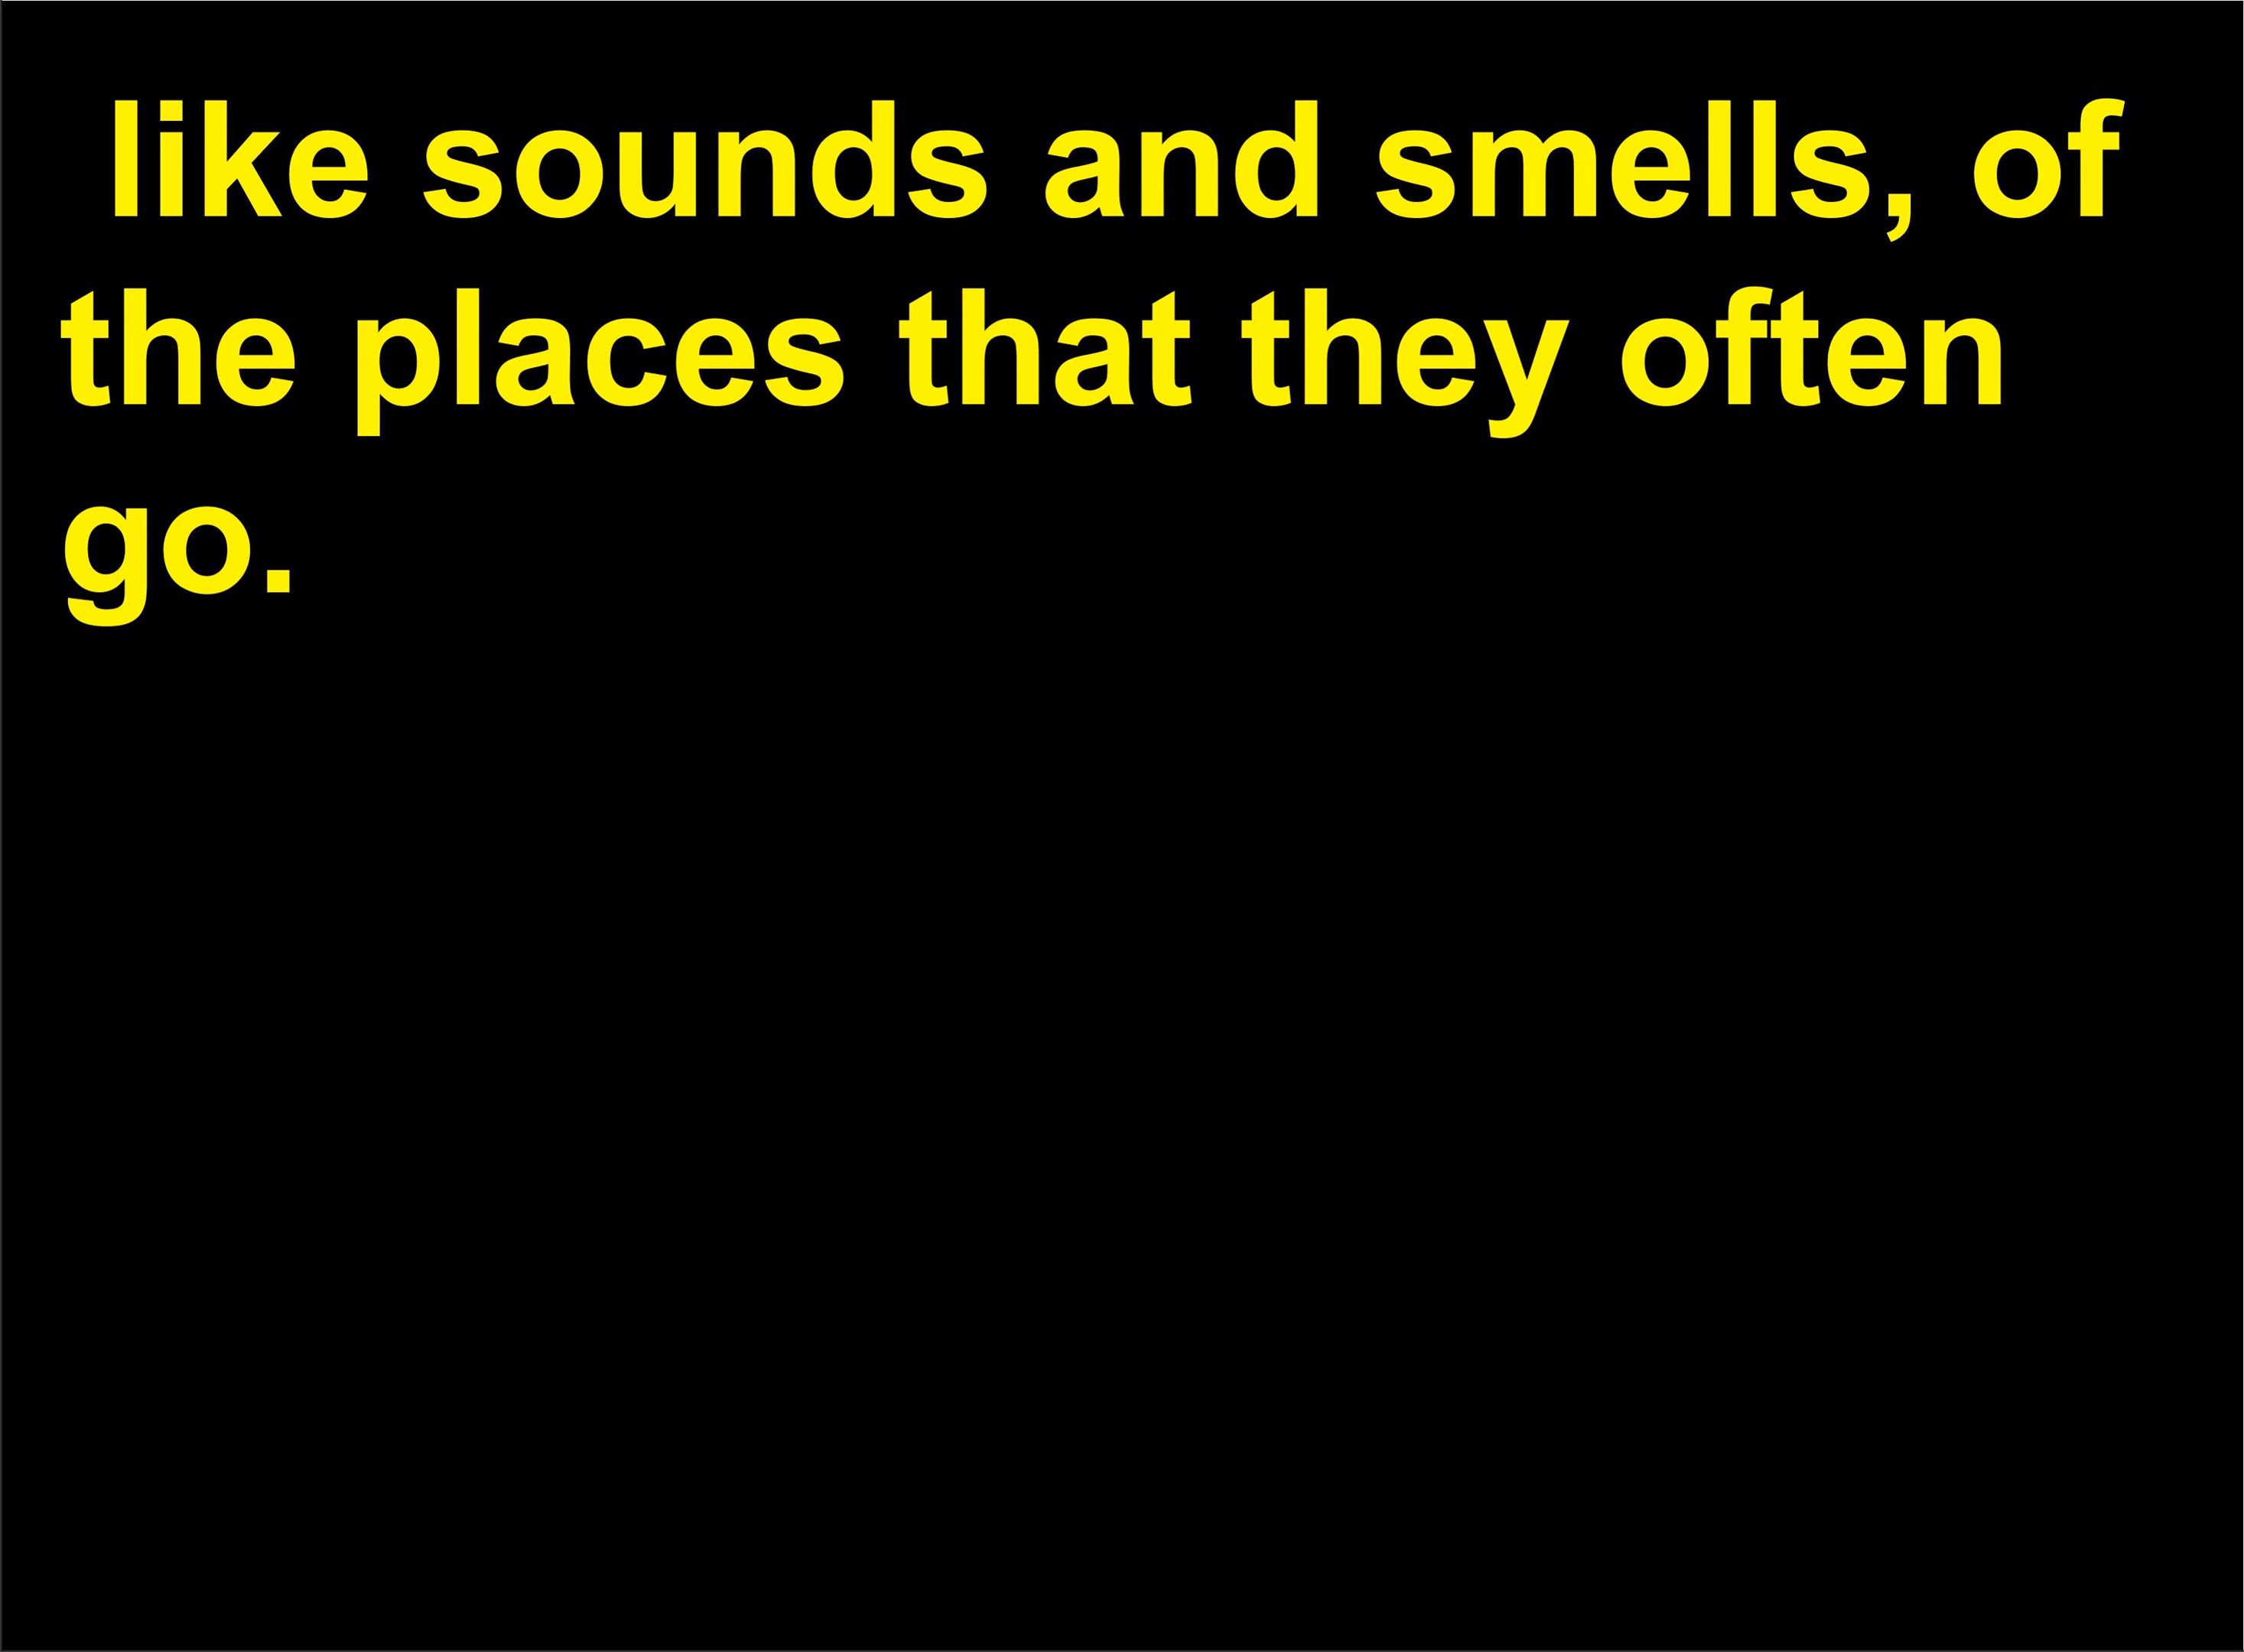 like sounds and smells, of
the places that they often
go.